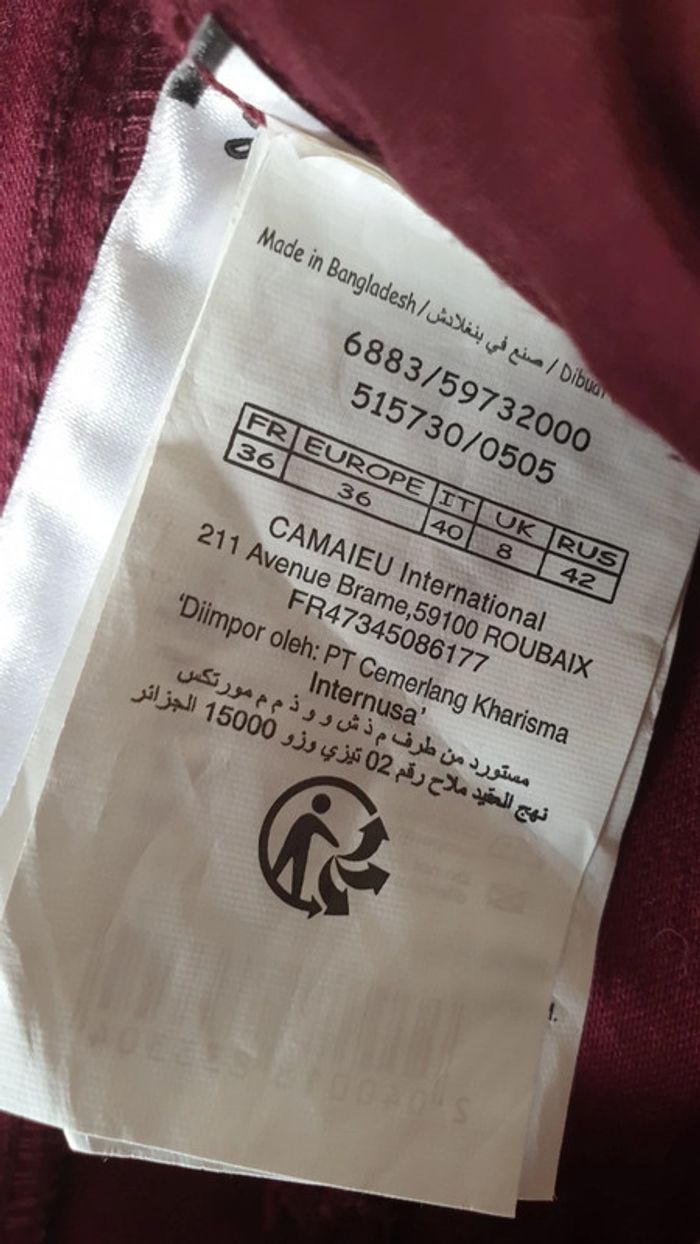 Made in Bangladesh / صنع في بنغلادش /
6883/59732000
515730/0505
FR EUROPE IT UK RUS
36 36 40 8 42
CAMAIEU International
211 Avenue Brame,59100 ROUBAIX
FR47345086177
'Diimpor oleh: PT Cemerlang Kharisma
Internusa'
مستورد من طرف م ذ ش و و ذ م م مورتكس
نهج العقيد ملاح رقم 02 تيزي وزو 15000 الجزائر